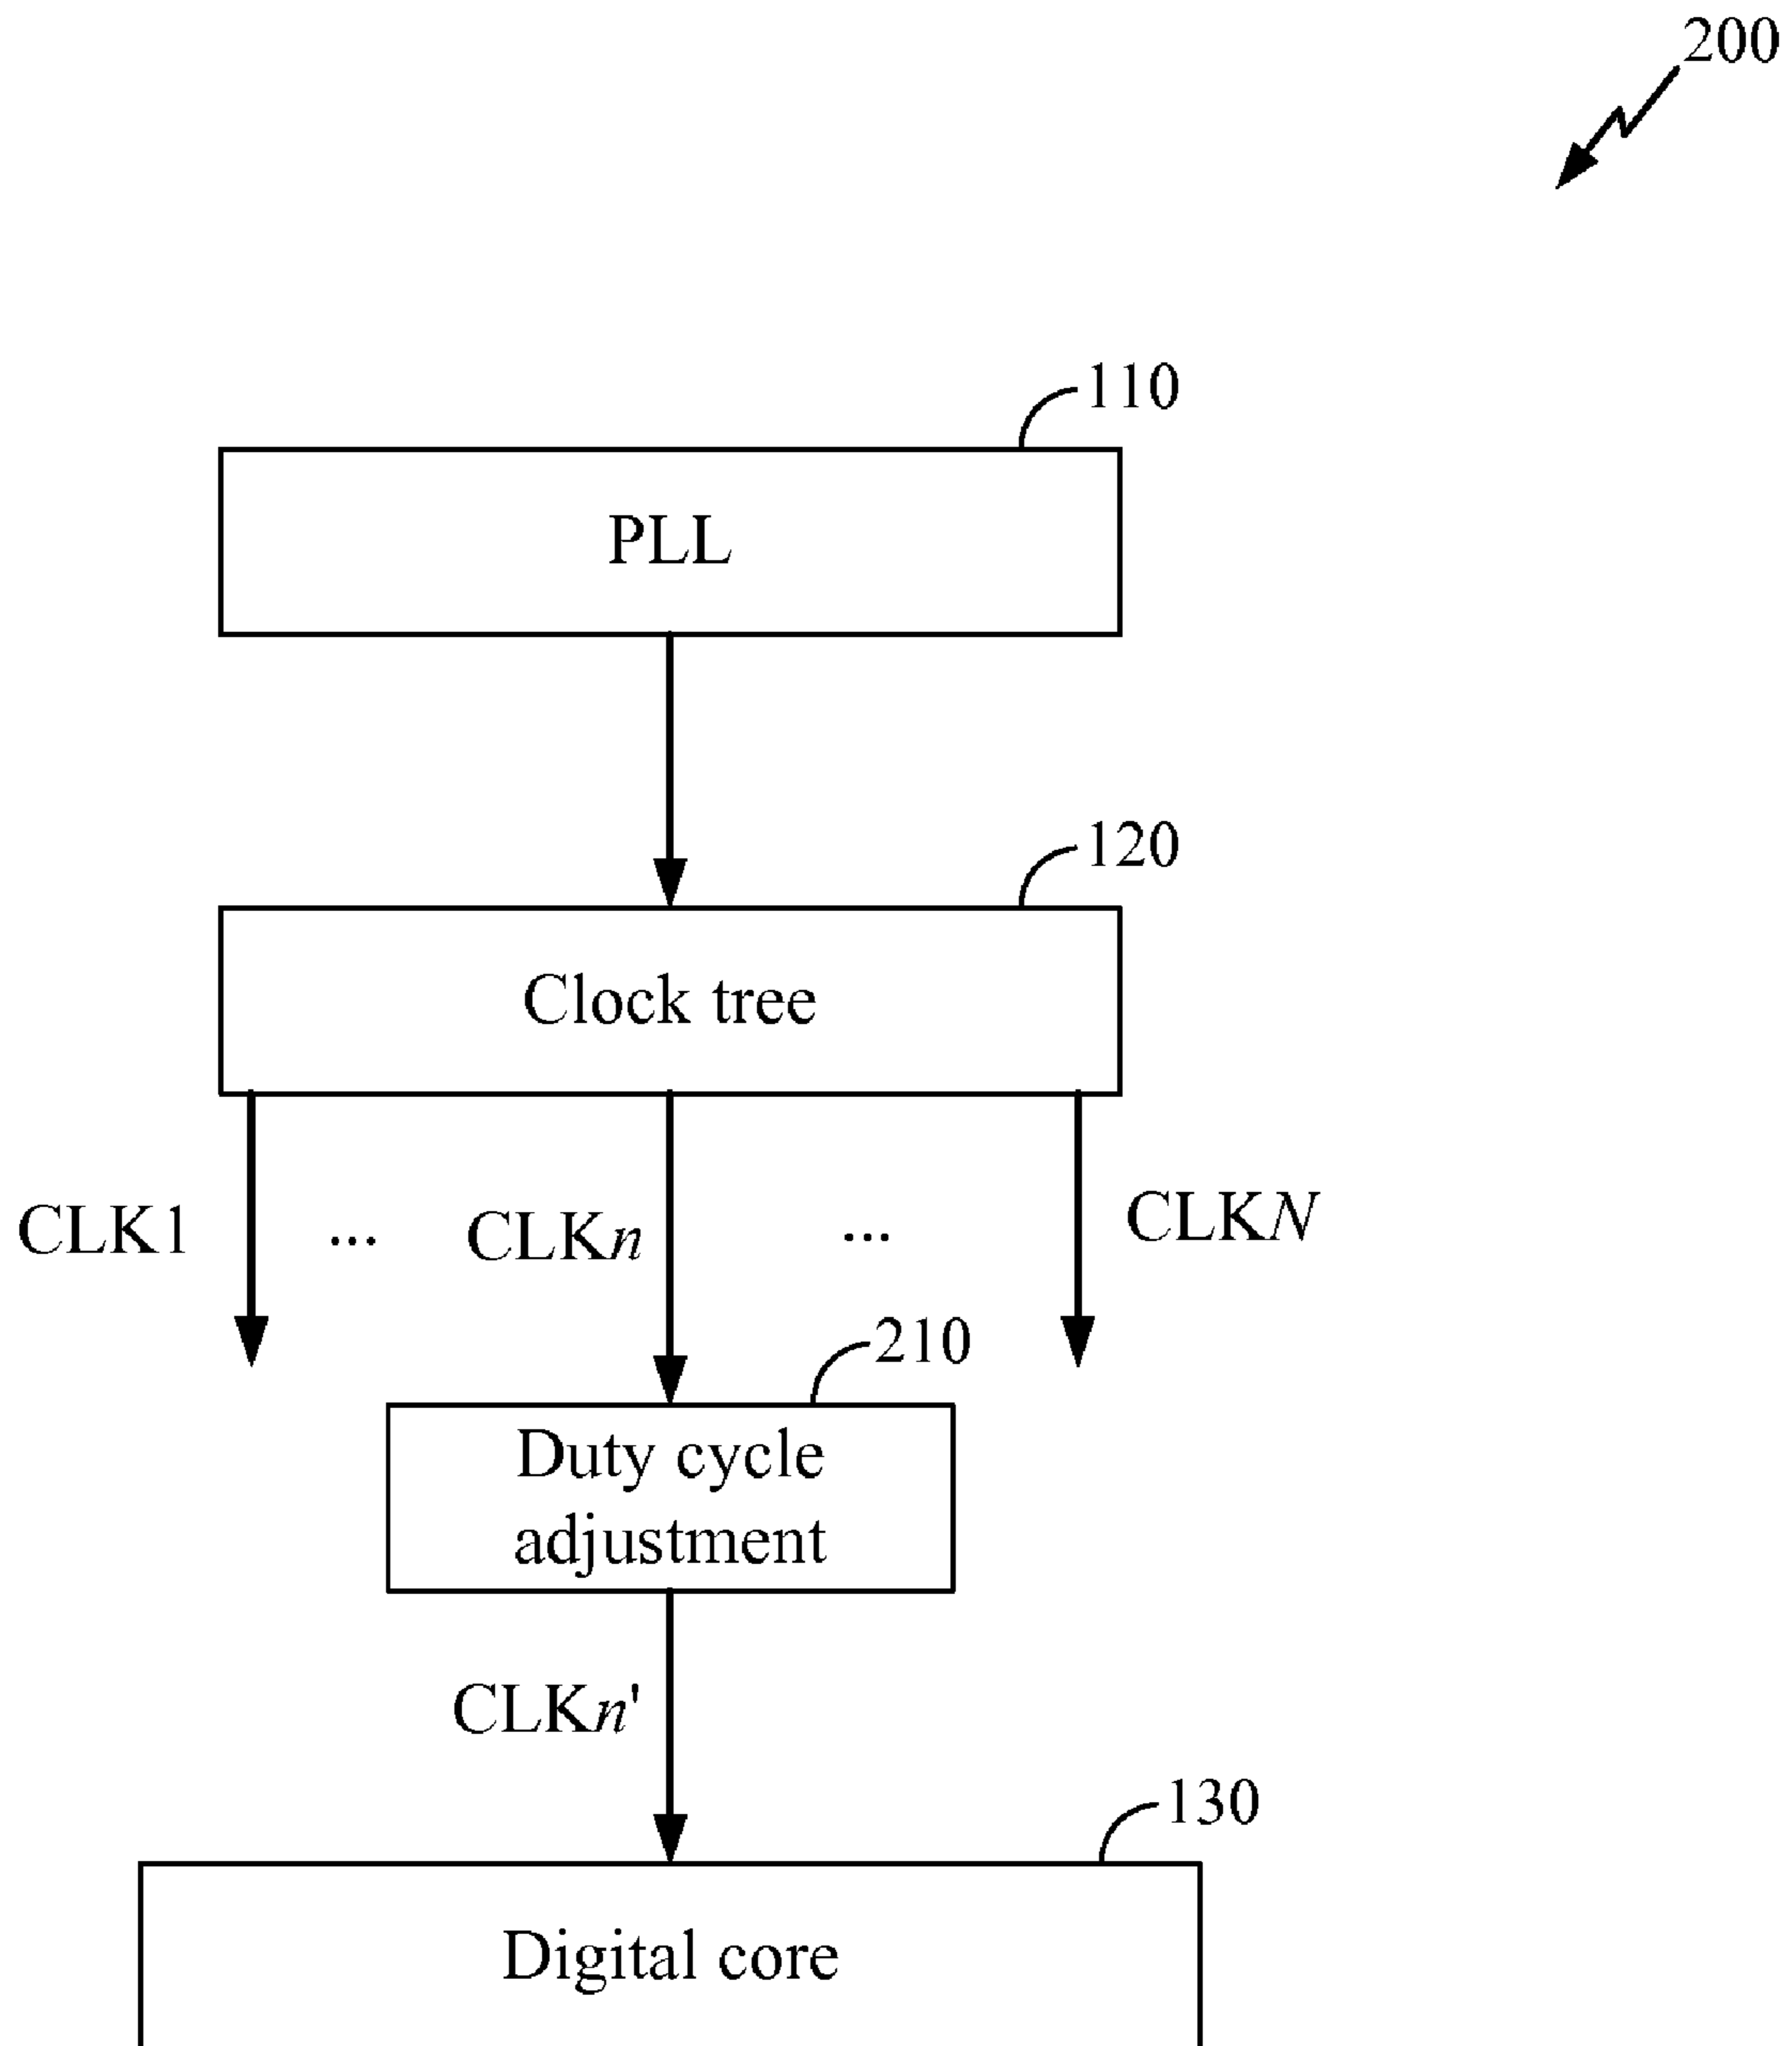 200
110
PLL
120
Clock tree
CLK1
...
CLKn
...
CLKN
210
Duty cycle
adjustment
CLKn'
130
Digital core